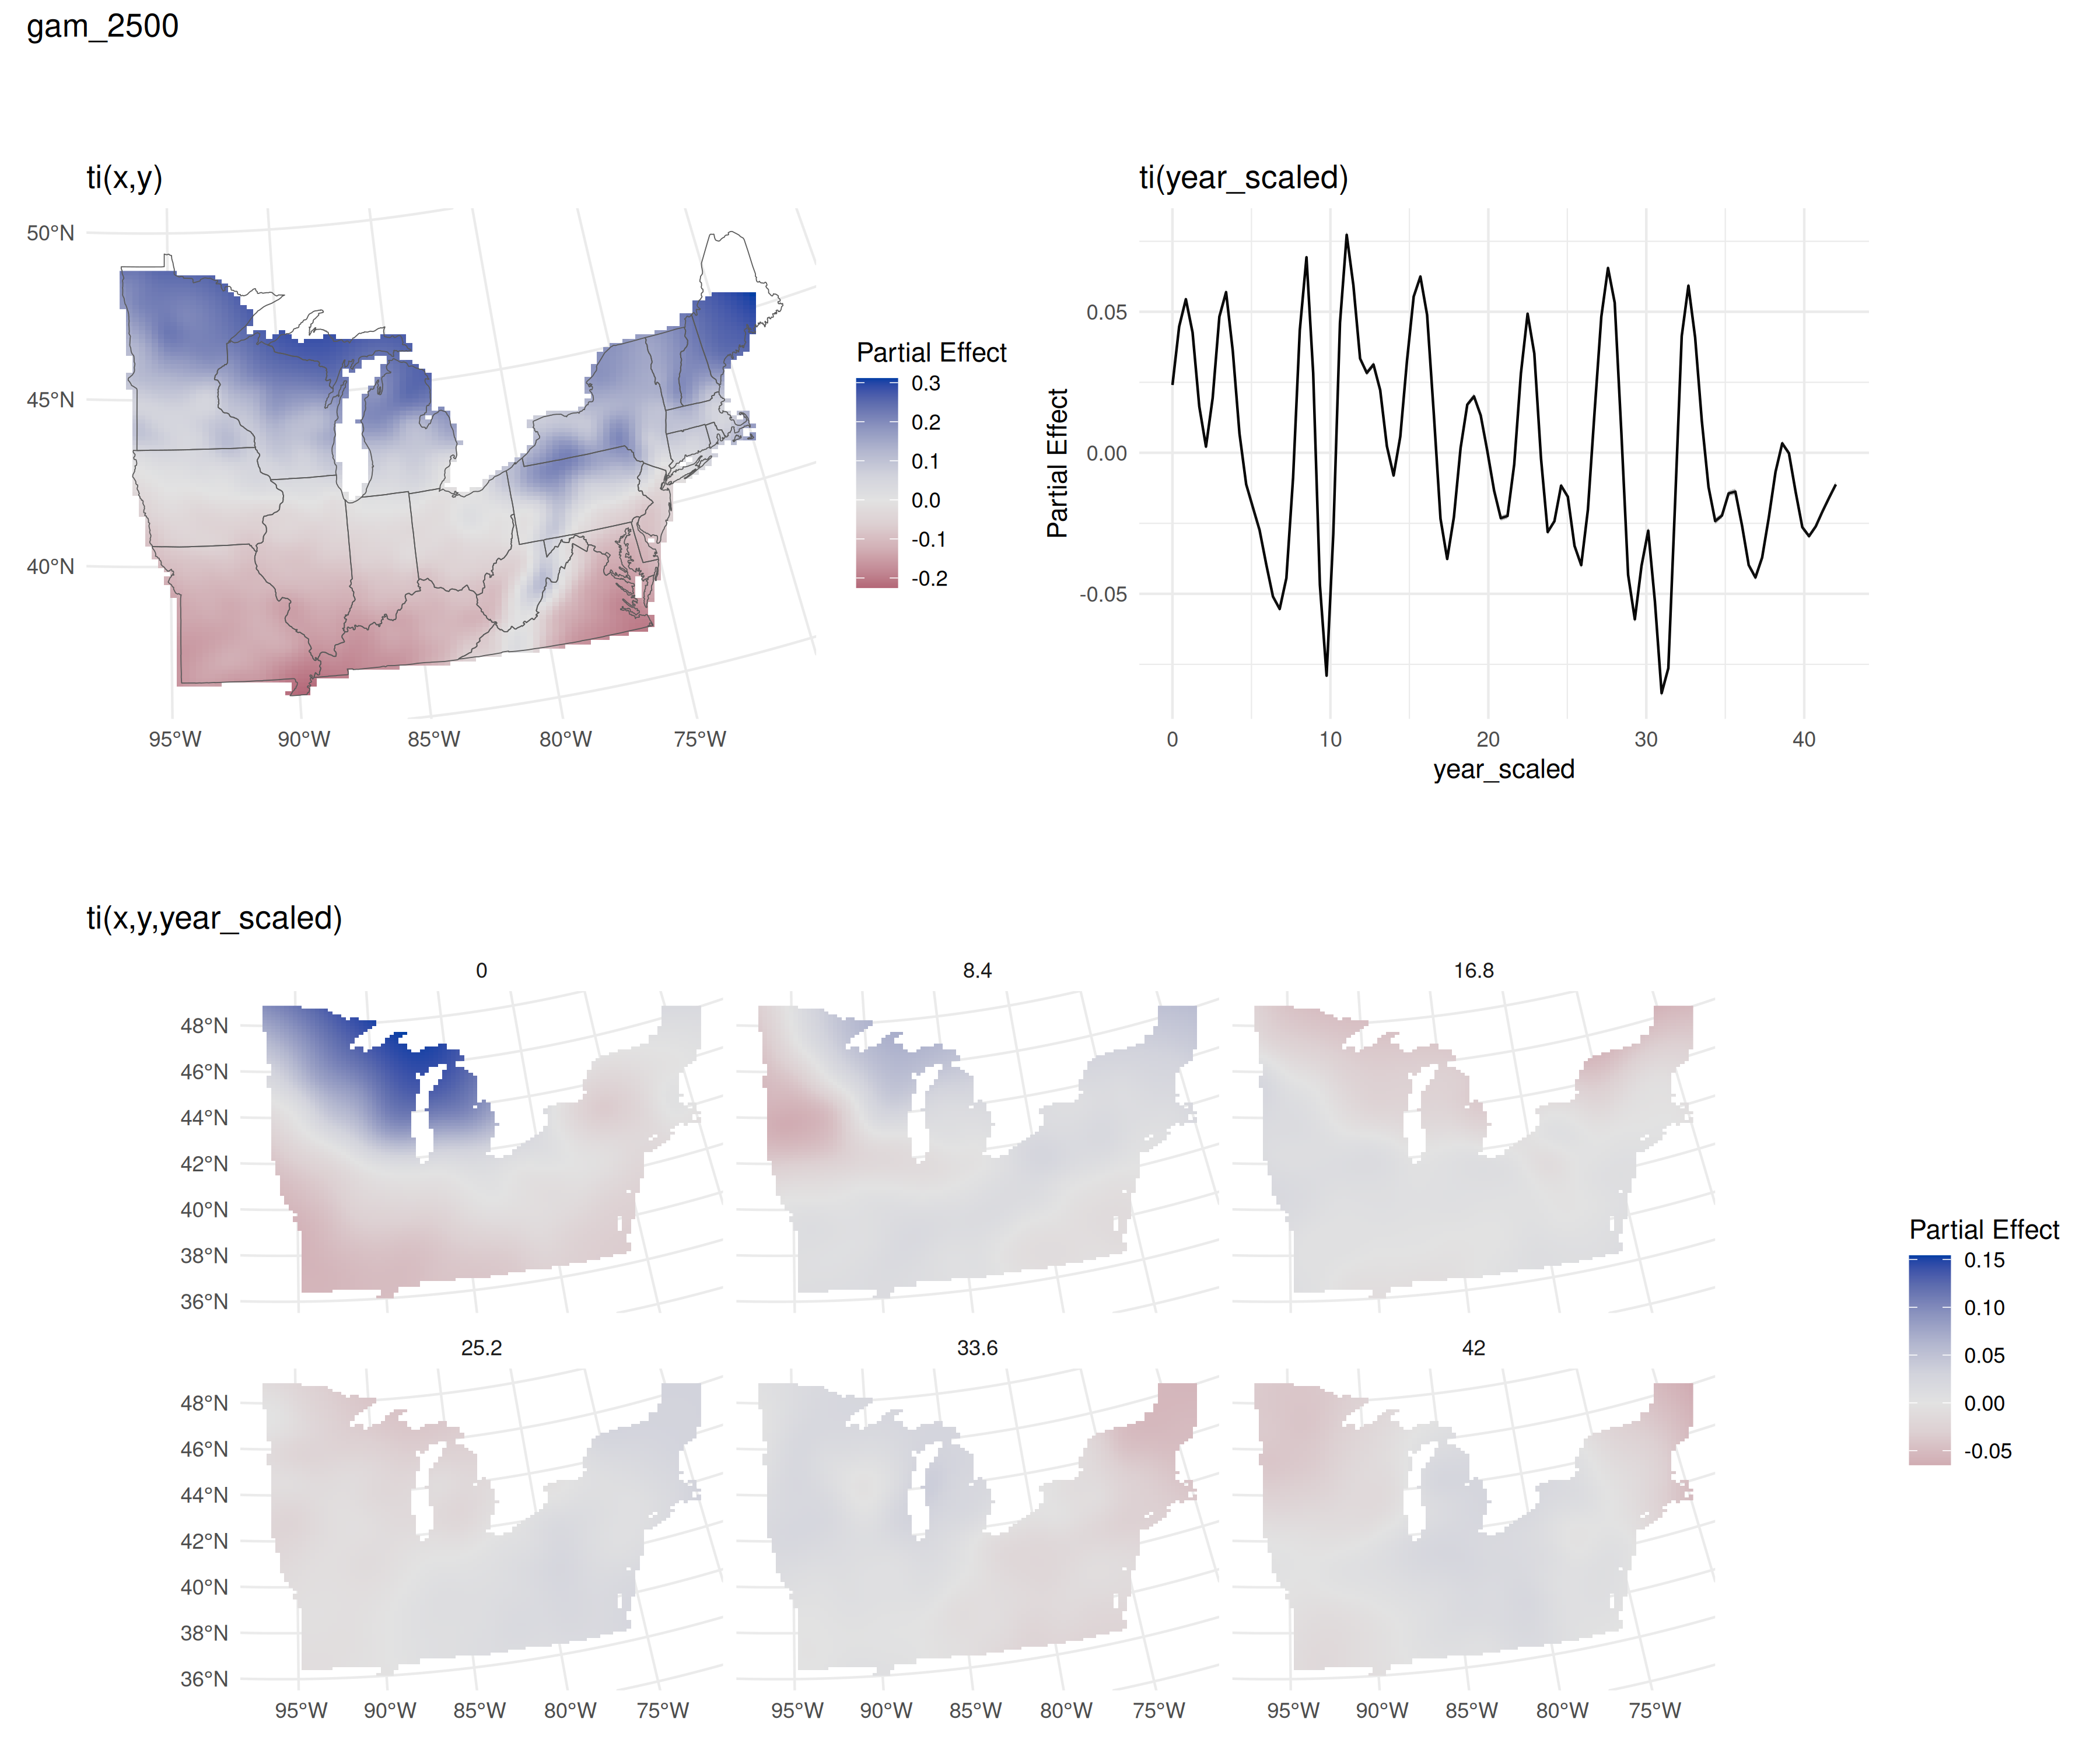 gam_2500
ti(x,y)
50°N
45°N
40°N
95°W 90°W 85°W 80°W 75°W
Partial Effect
0.3
0.2
0.1
0.0
-0.1
-0.2
ti(year_scaled)
Partial Effect
0.05
0.00
-0.05
0 10 20 30 40
year_scaled
ti(x,y,year_scaled)
0 8.4 16.8
48°N
46°N
44°N
42°N
40°N
38°N
36°N
25.2 33.6 42
48°N
46°N
44°N
42°N
40°N
38°N
36°N
95°W 90°W 85°W 80°W 75°W 95°W 90°W 85°W 80°W 75°W 95°W 90°W 85°W 80°W 75°W
Partial Effect
0.15
0.10
0.05
0.00
-0.05